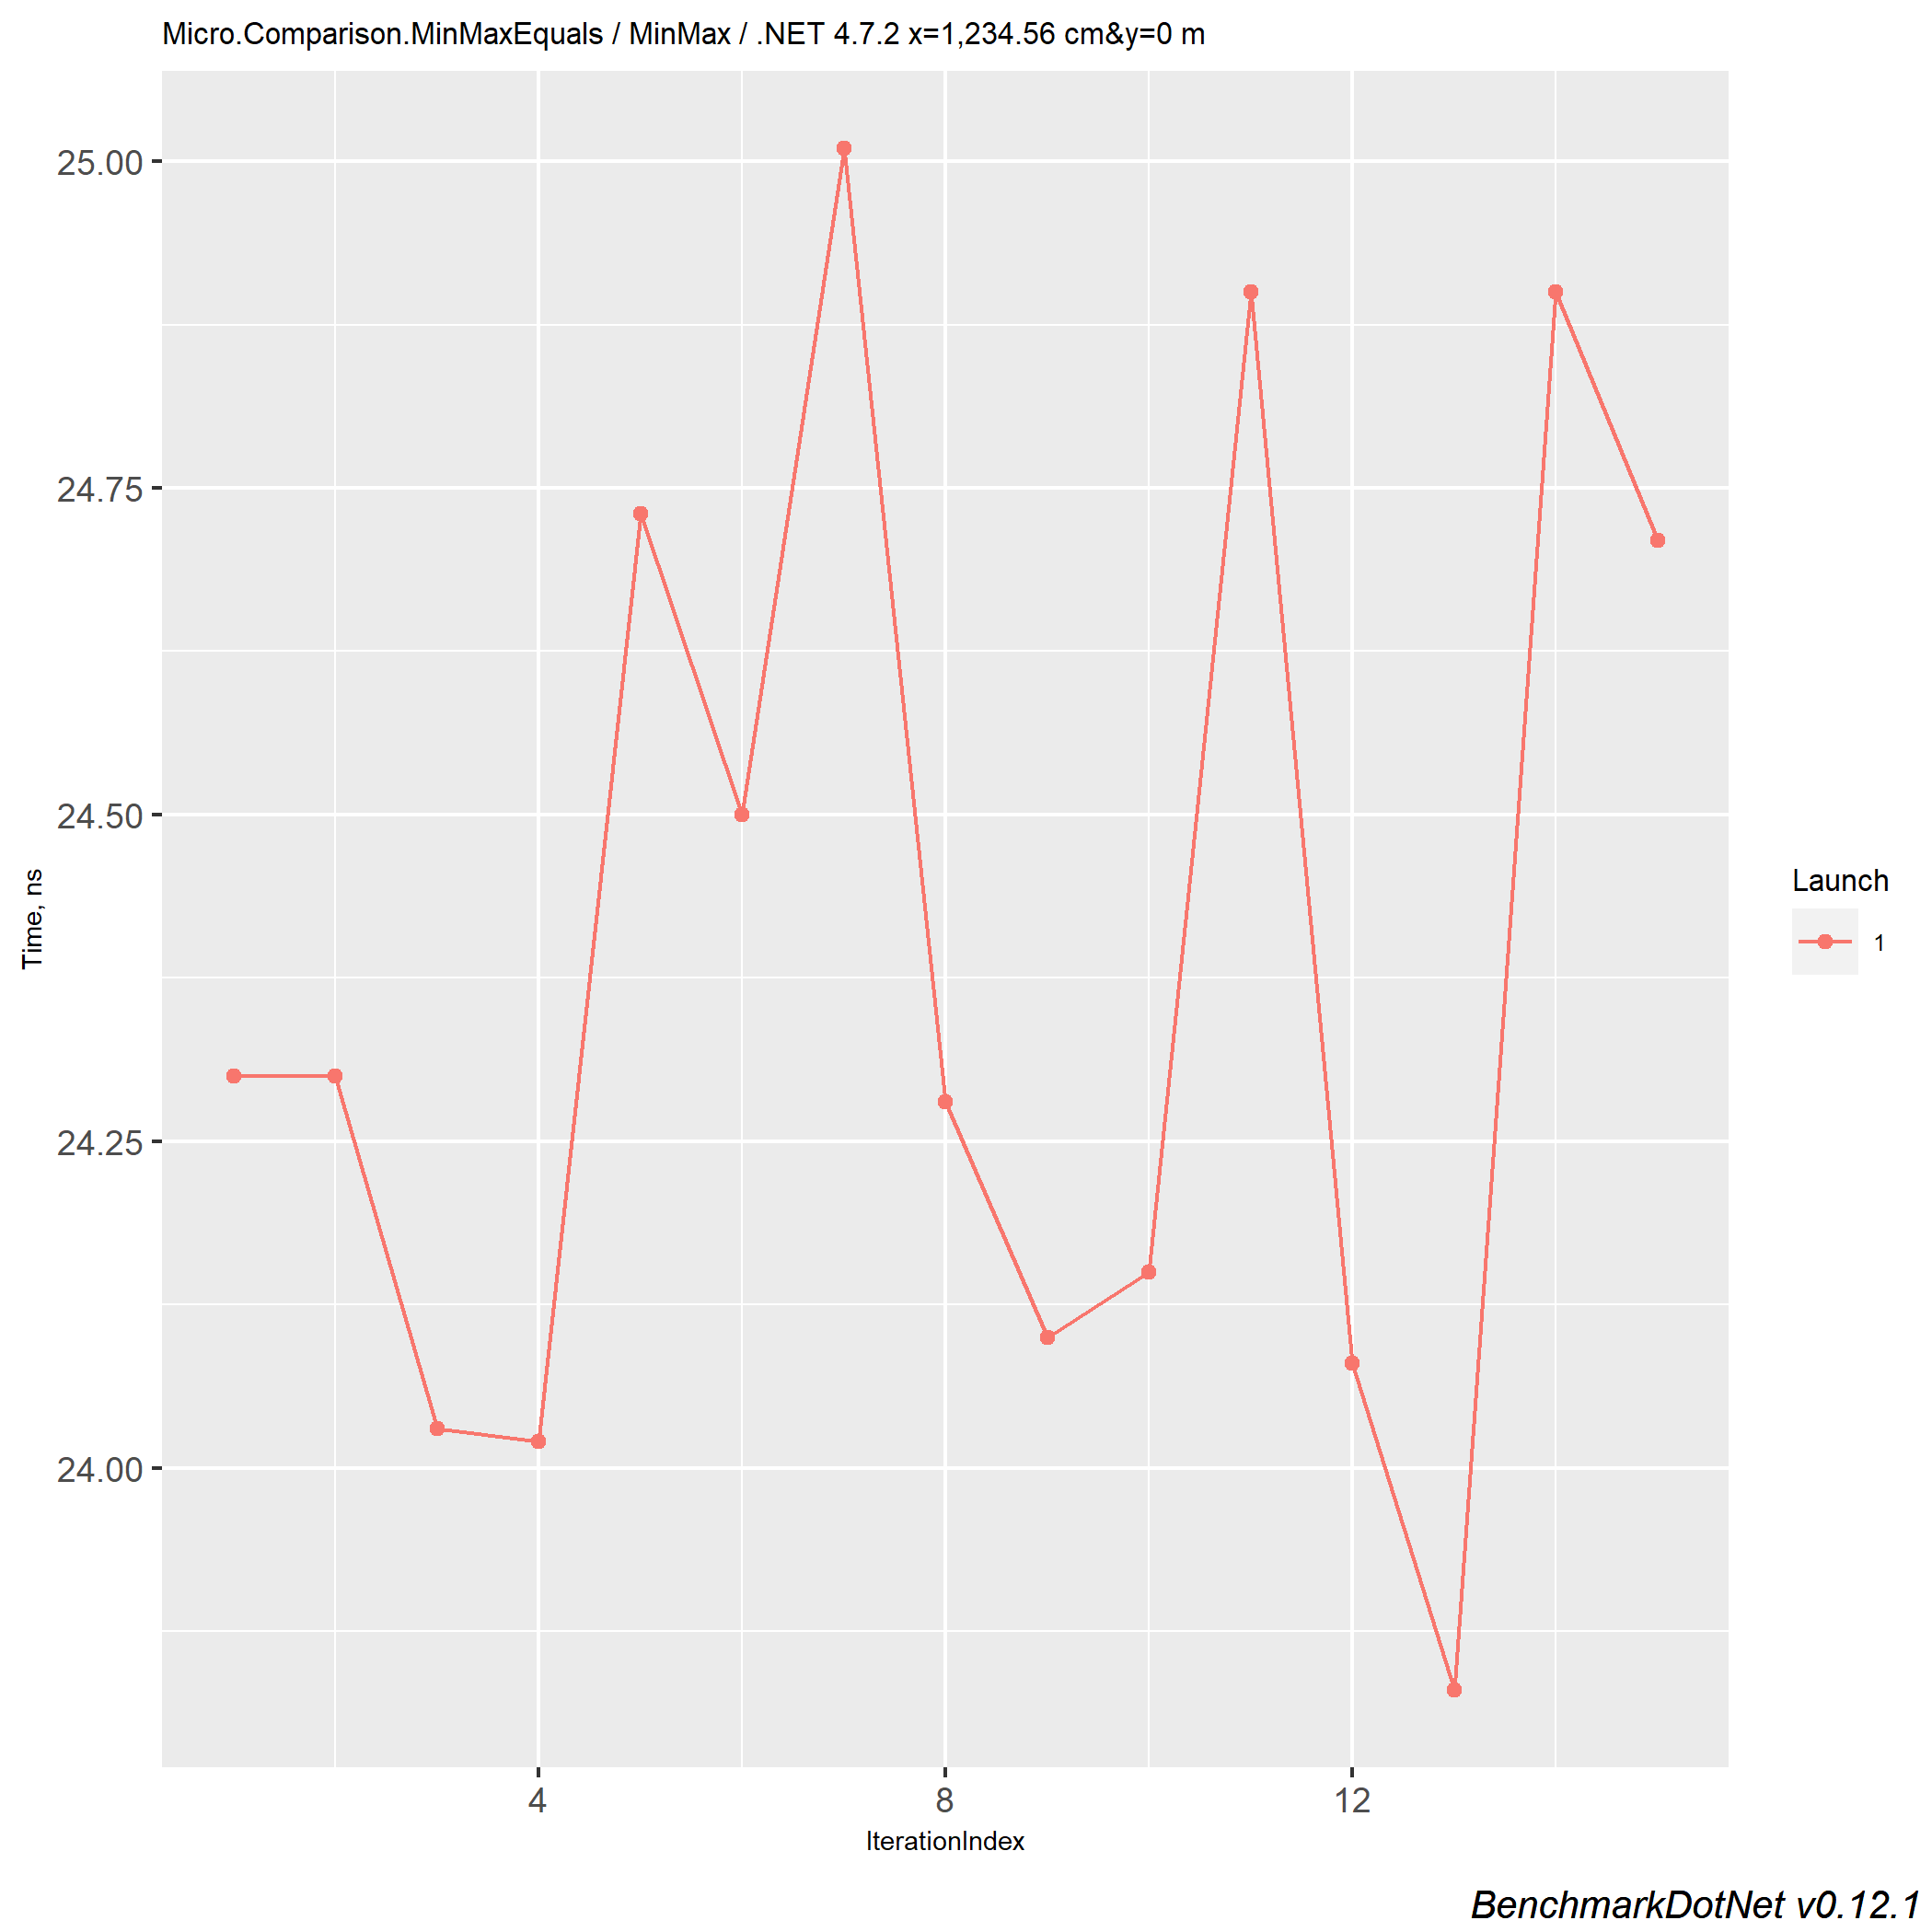 Micro.Comparison.MinMaxEquals / MinMax / .NET 4.7.2 x=1,234.56 cm&y=0 m
25.00
24.75
24.50
24.25
24.00
Time, ns
4 8 12
IterationIndex
Launch
1
BenchmarkDotNet v0.12.1